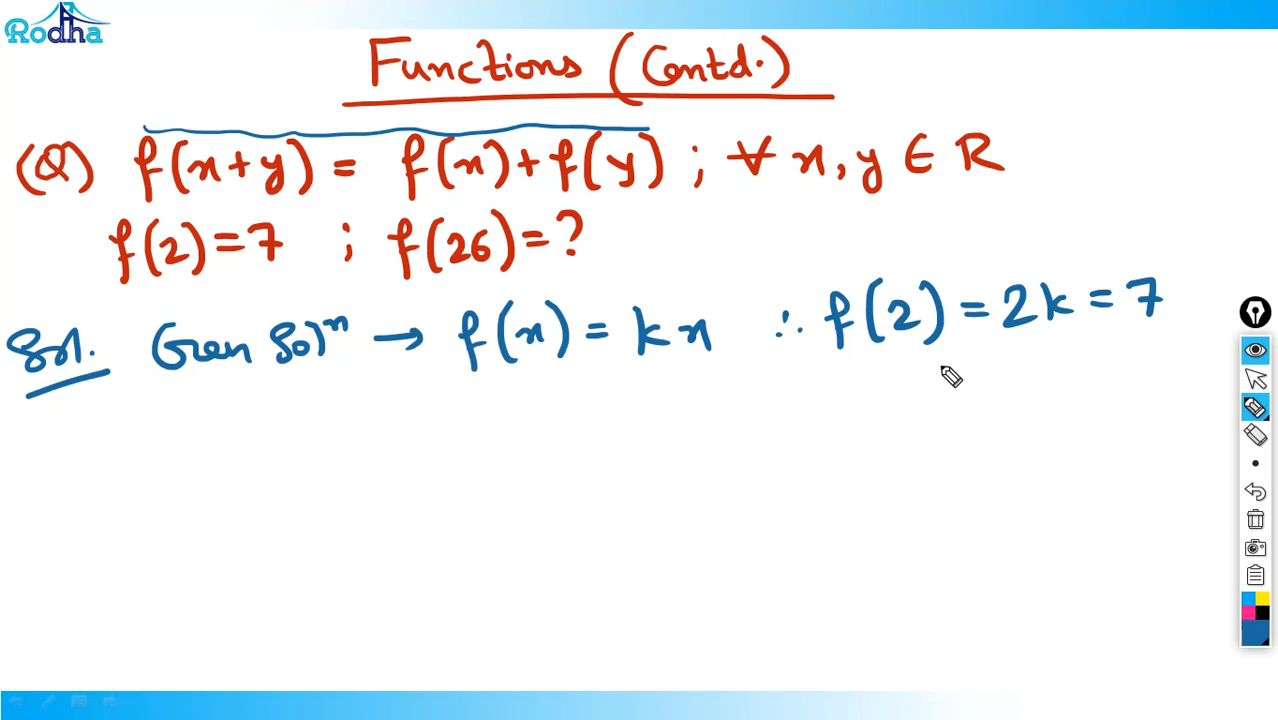 Rodha
Functions (Contd.)
(Q) f(x+y) = f(x)+f(y) ; ∀ x, y ∈ R
f(2)=7 ; f(26)=?
Sol. Gen Solⁿ → f(x) = kx ∴ f(2) = 2k = 7